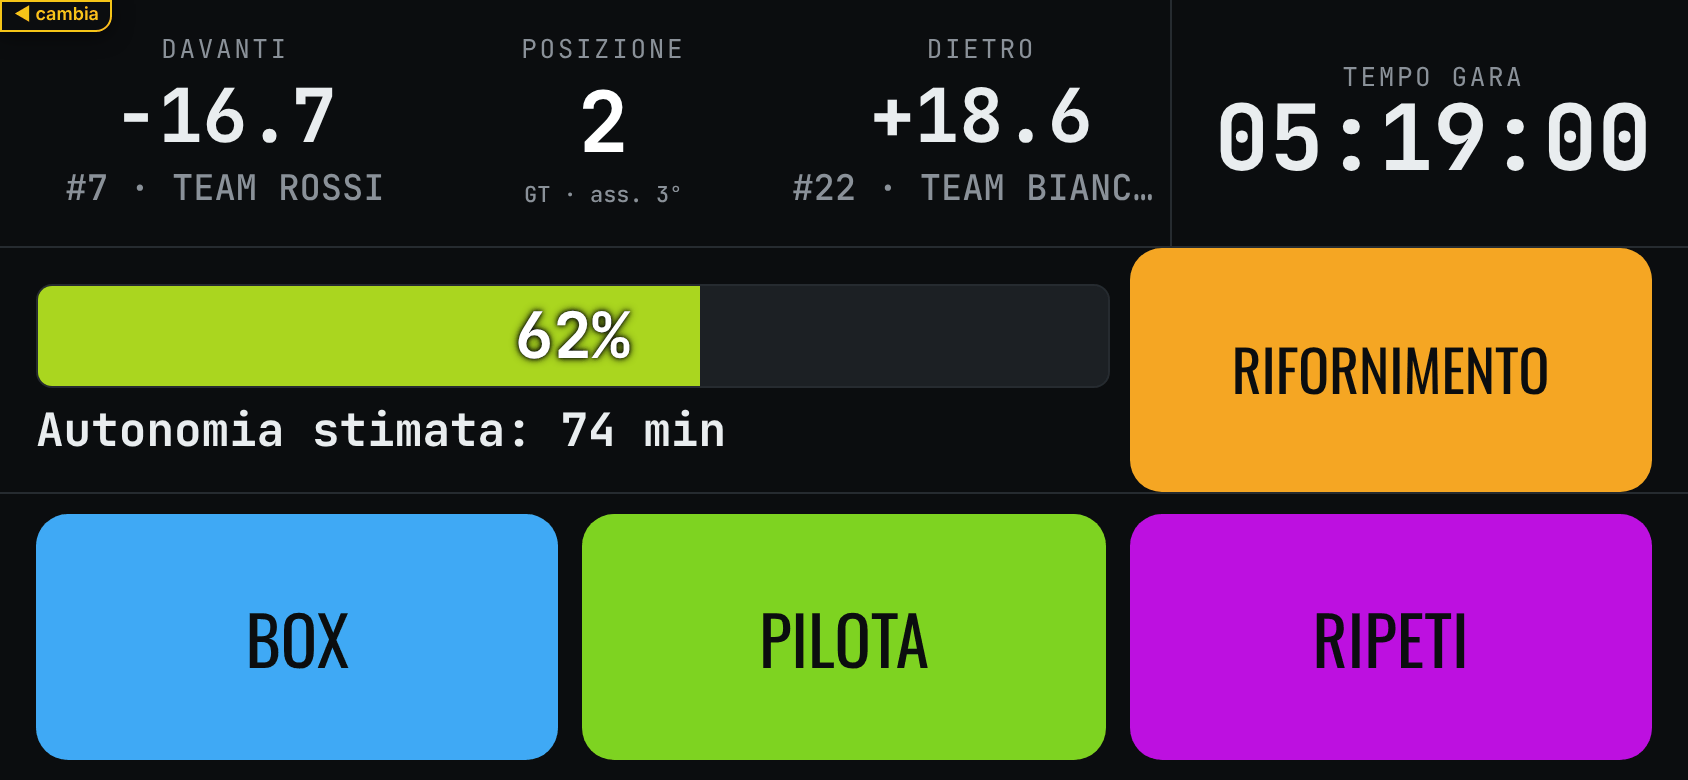 ◀ cambia
DAVANTI
-16.7
#7 · TEAM ROSSI
POSIZIONE
2
GT · ass. 3°
DIETRO
+18.6
#22 · TEAM BIANC…
TEMPO GARA
05:19:00
62%
Autonomia stimata: 74 min
RIFORNIMENTO
BOX
PILOTA
RIPETI